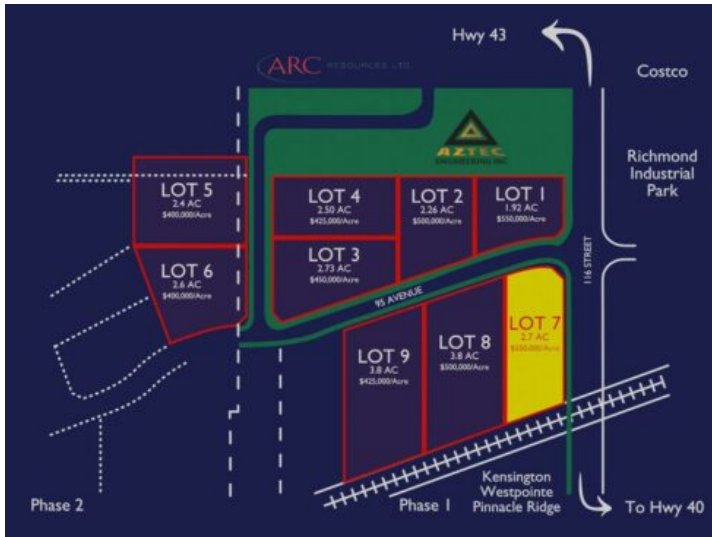 Hwy 43
ARC RESOURCES LTD
Costco
AZTEC
ENGINEERING INC
Richmond
Industrial
Park
LOT 5
2.4 AC
$400,000/Acre
LOT 4
2.50 AC
$425,000/Acre
LOT 2
2.26 AC
$500,000/Acre
LOT 1
1.92 AC
$550,000/Acre
LOT 6
2.6 AC
$400,000/Acre
LOT 3
2.73 AC
$450,000/Acre
95 AVENUE
116 STREET
LOT 9
3.8 AC
$425,000/Acre
LOT 8
3.8 AC
$500,000/Acre
LOT 7
2.7 AC
$550,000/Acre
Phase 2
Phase 1
Kensington
Westpointe
Pinnacle Ridge
To Hwy 40